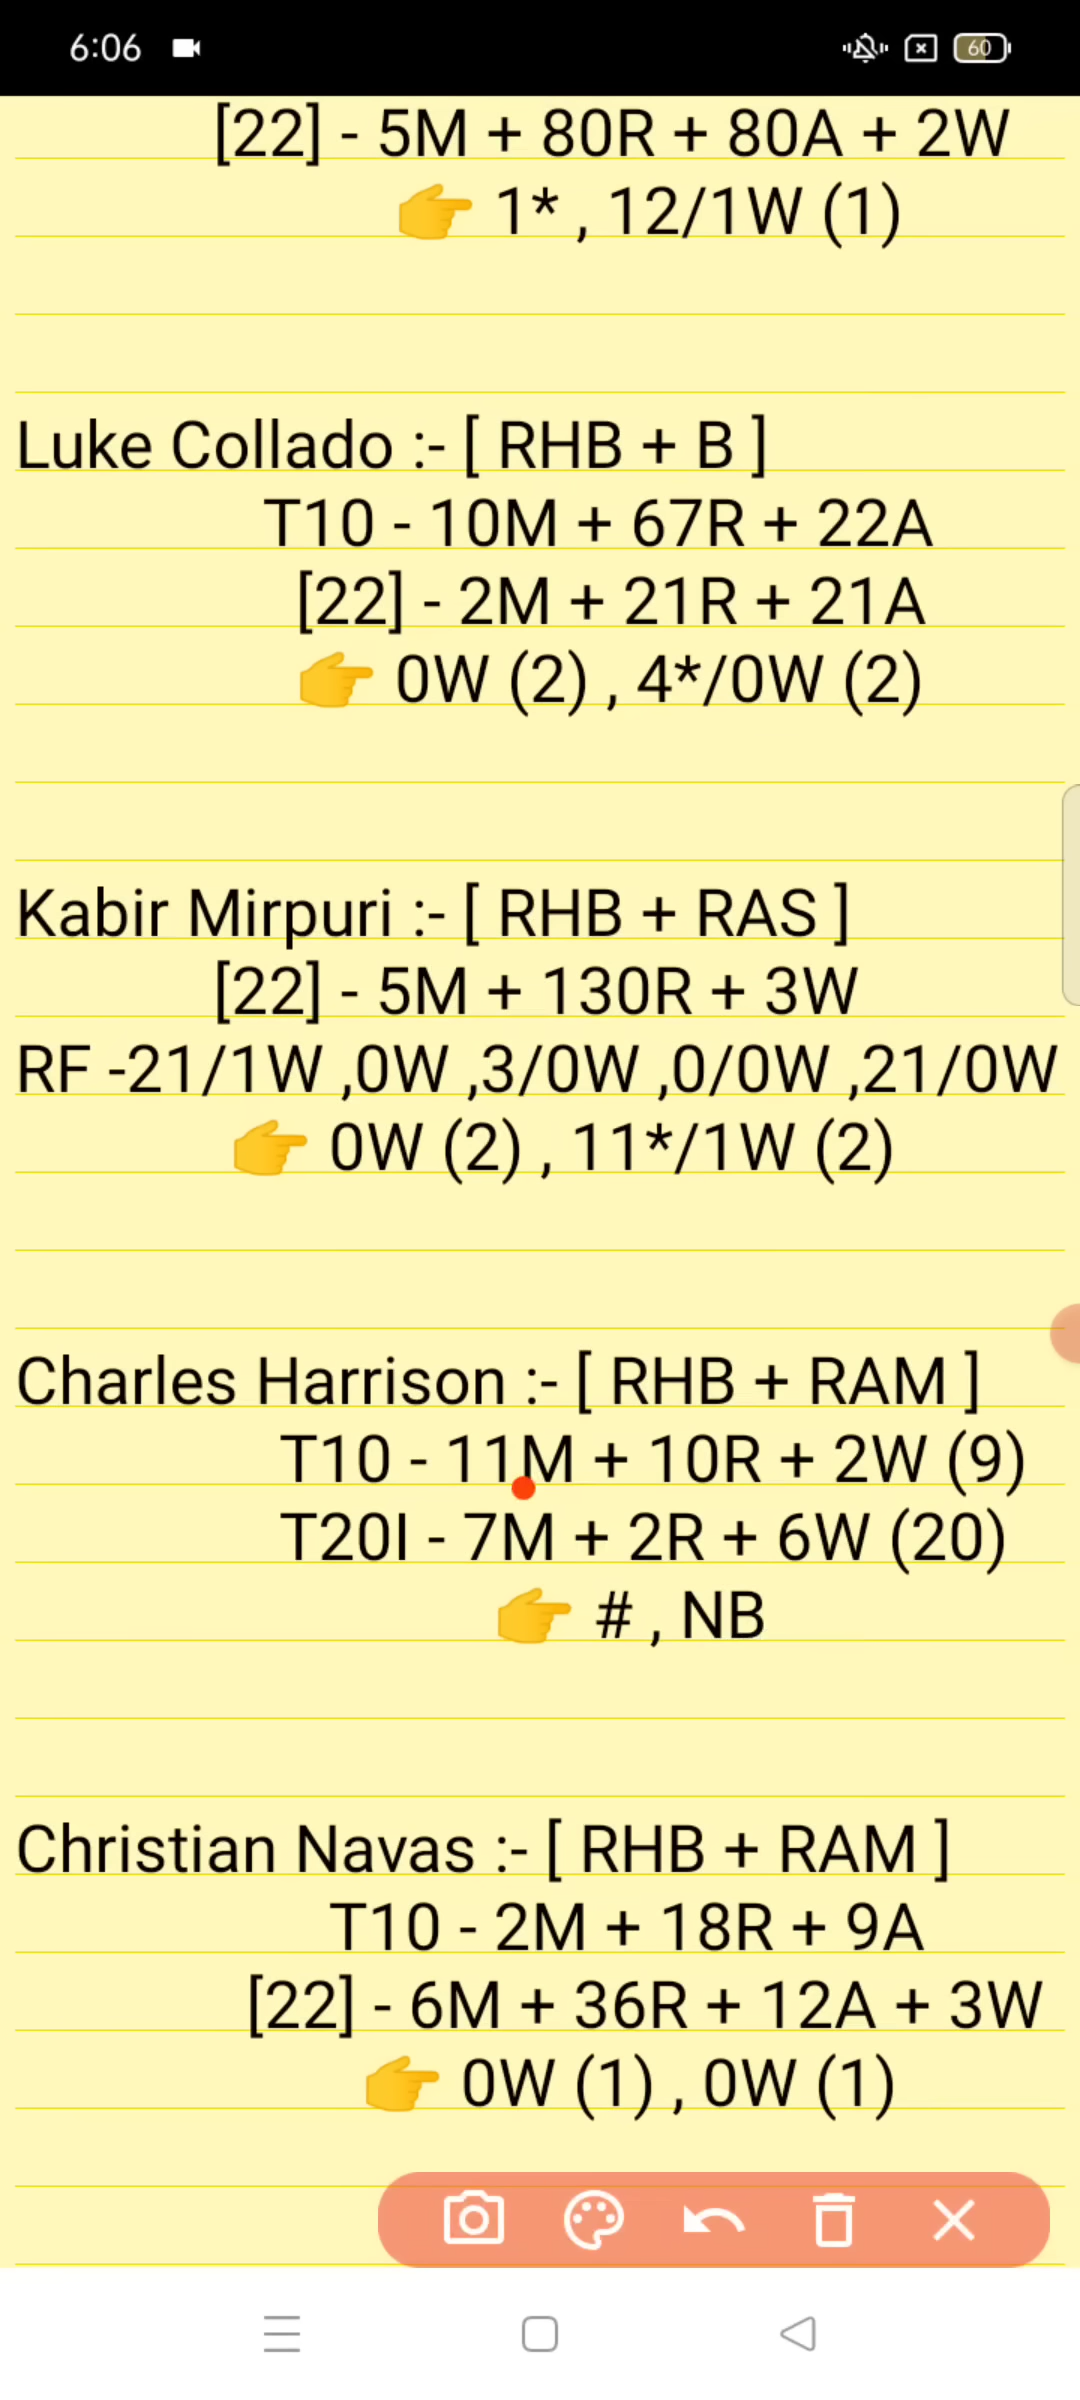 6:06
60
[22] - 5M + 80R + 80A + 2W
👉 1* , 12/1W (1)
Luke Collado :- [ RHB + B ]
T10 - 10M + 67R + 22A
[22] - 2M + 21R + 21A
👉 0W (2) , 4*/0W (2)
Kabir Mirpuri :- [ RHB + RAS ]
[22] - 5M + 130R + 3W
RF -21/1W ,0W ,3/0W ,0/0W ,21/0W
👉 0W (2) , 11*/1W (2)
Charles Harrison :- [ RHB + RAM ]
T10 - 11M + 10R + 2W (9)
T20I - 7M + 2R + 6W (20)
👉 # , NB
Christian Navas :- [ RHB + RAM ]
T10 - 2M + 18R + 9A
[22] - 6M + 36R + 12A + 3W
👉 0W (1) , 0W (1)